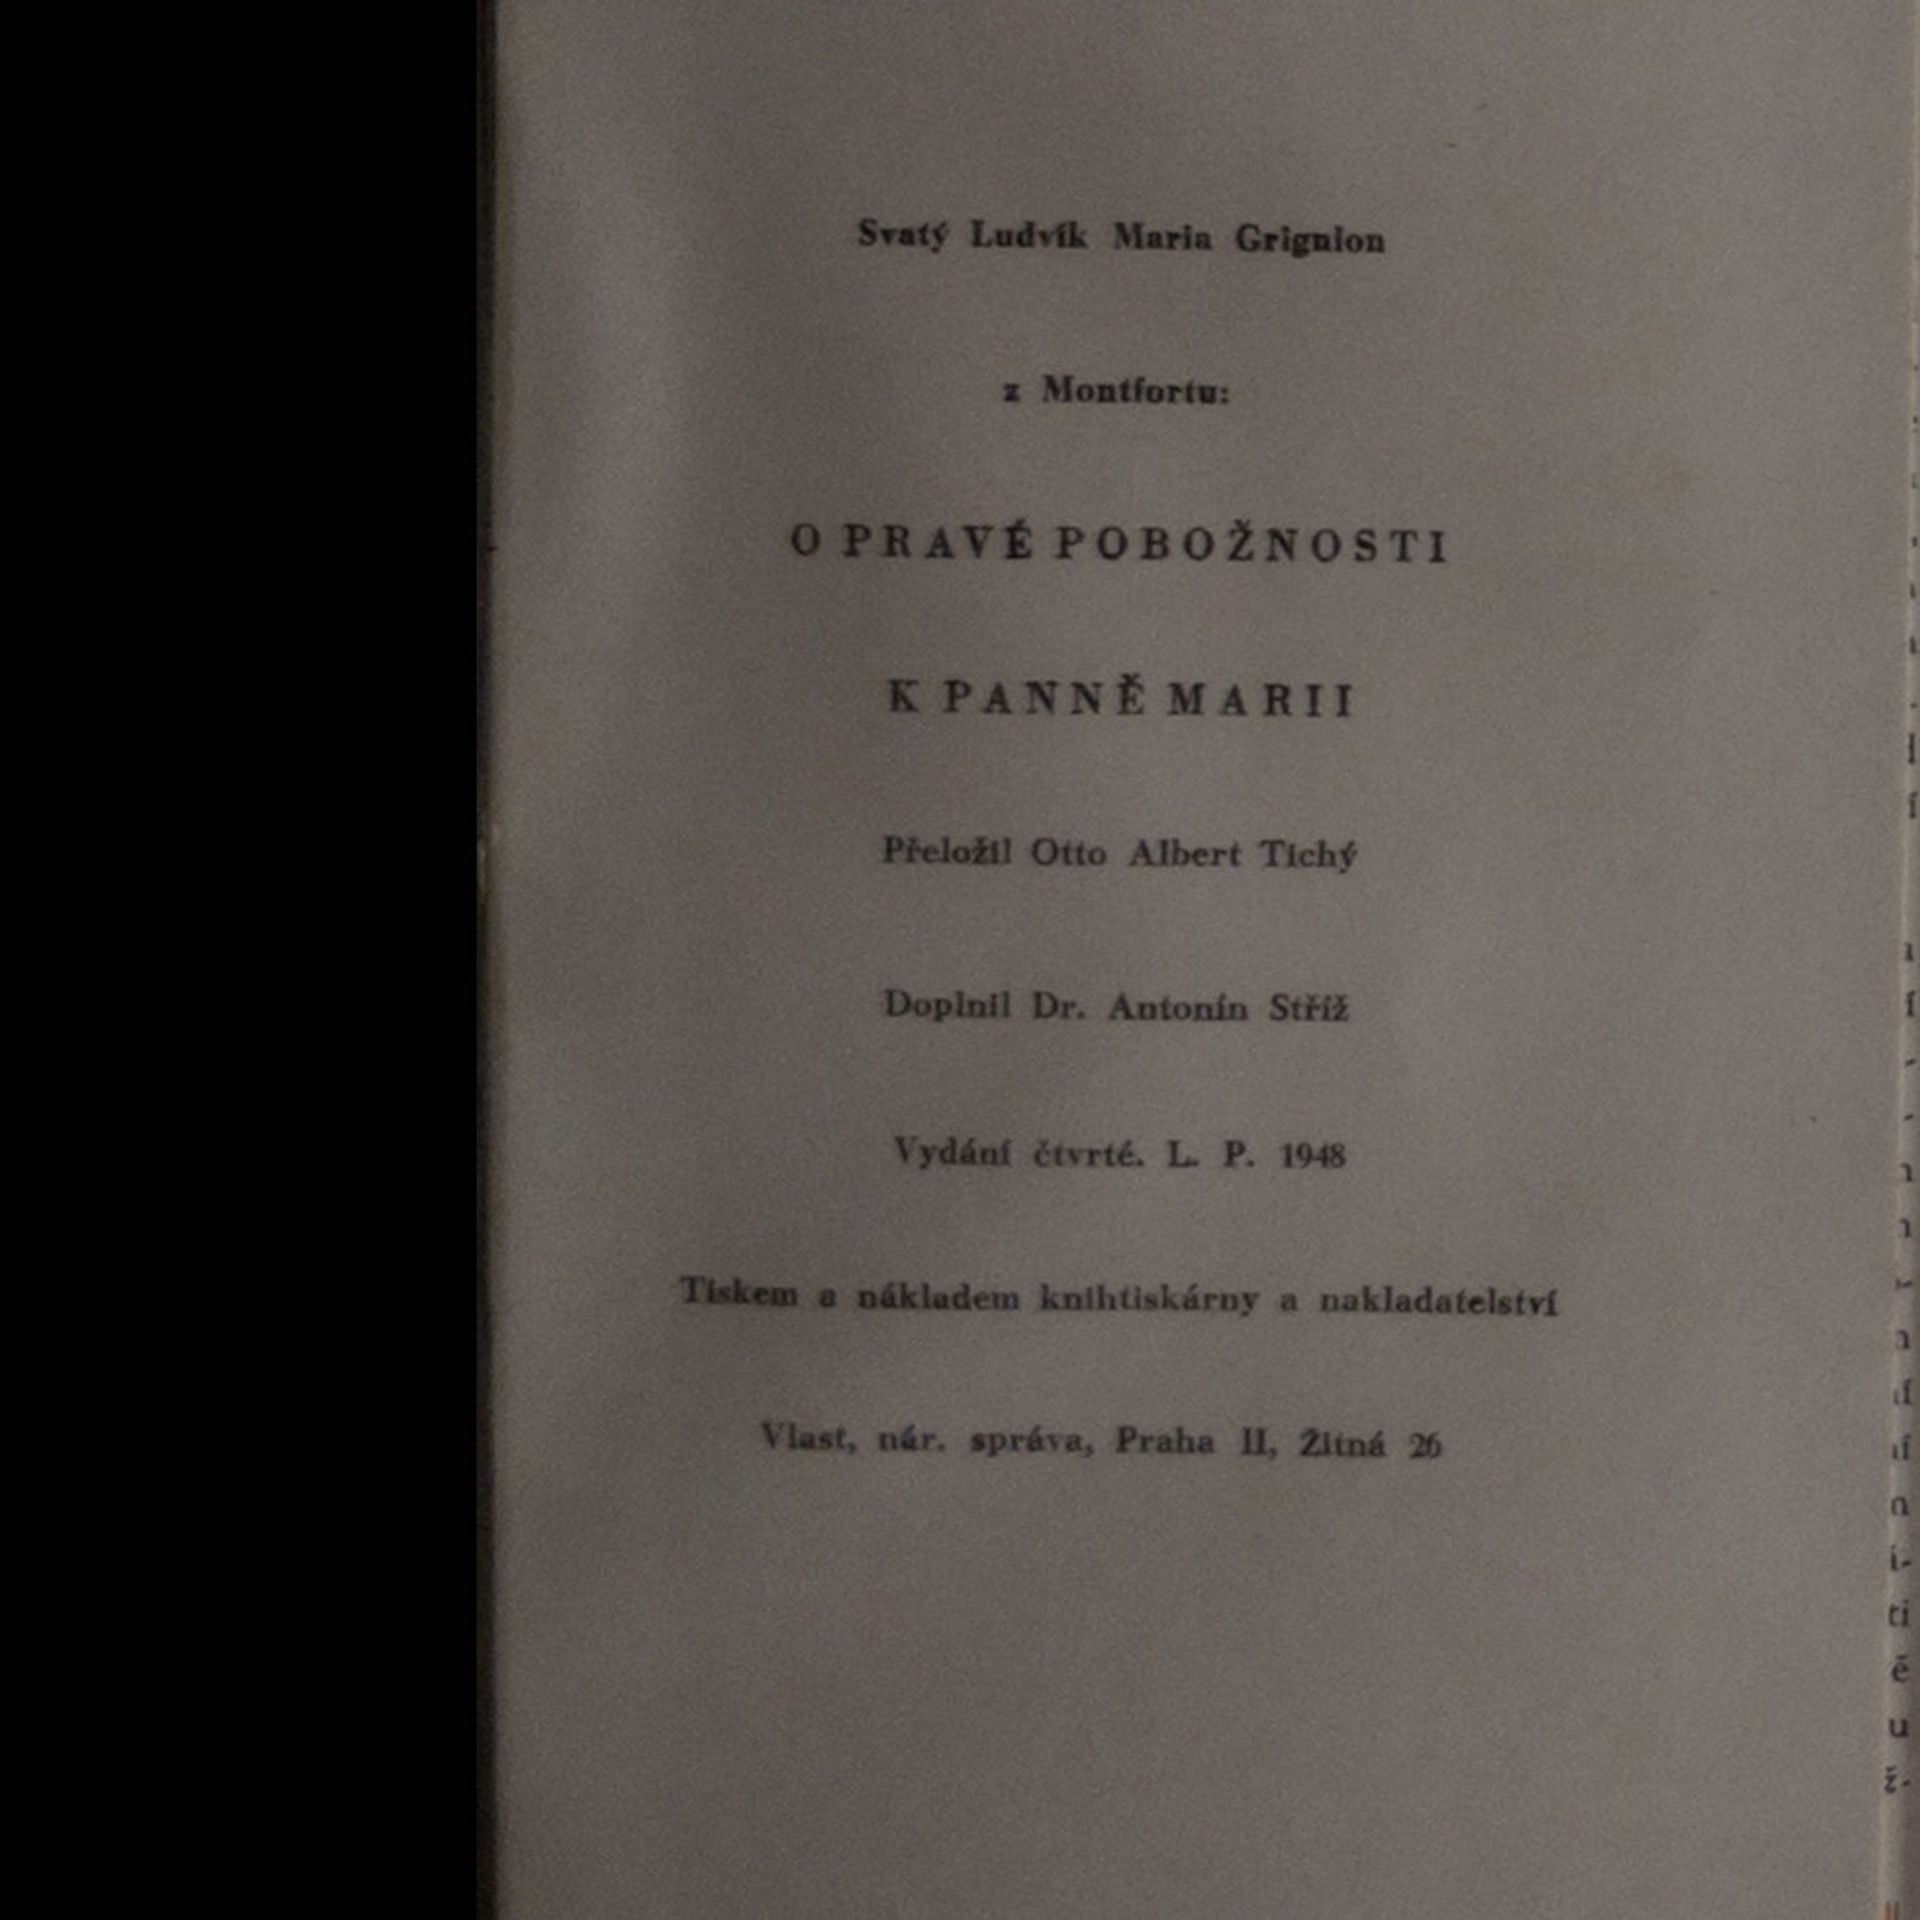 Svatý Ludvík Maria Grignion
z Montfortu:
O PRAVÉ POBOŽNOSTI
K PANNĚ MARII
Přeložil Otto Albert Tichý
Doplnil Dr. Antonín Stříž
Vydání čtvrté. L. P. 1948
Tiskem a nákladem knihtiskárny a nakladatelství
Vlast, nár. správa, Praha II, Žitná 26